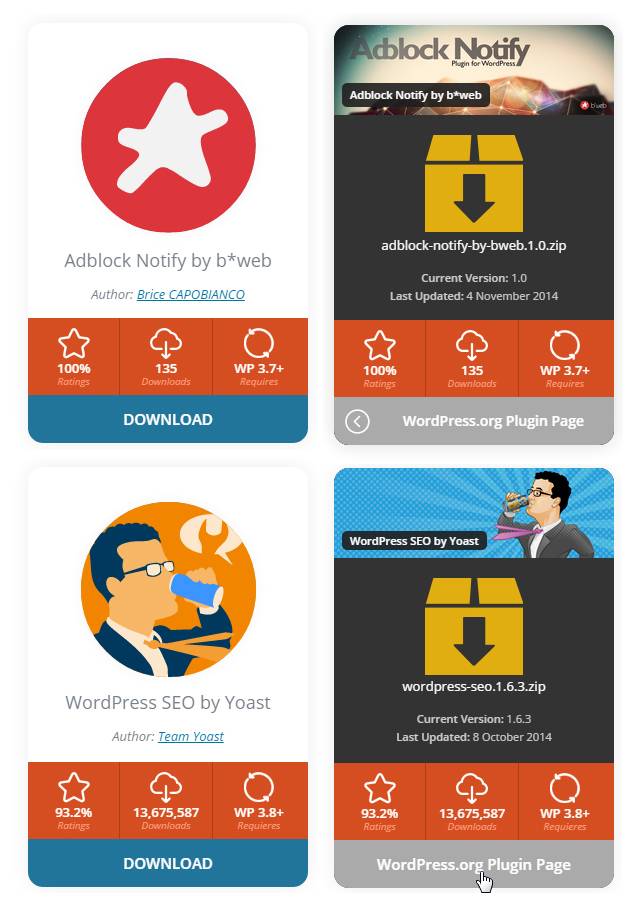 Adblock Notify by b*web
Author: Brice CAPOBIANCO
100%
Ratings
135
Downloads
WP 3.7+
Requires
DOWNLOAD
Adblock Notify
Plugin for WordPress
Adblock Notify by b*web
b*web
adblock-notify-by-bweb.1.0.zip
Current Version: 1.0
Last Updated: 4 November 2014
100%
Ratings
135
Downloads
WP 3.7+
Requires
WordPress.org Plugin Page
WordPress SEO by Yoast
Author: Team Yoast
93.2%
Ratings
13,675,587
Downloads
WP 3.8+
Requieres
DOWNLOAD
WordPress SEO by Yoast
wordpress-seo.1.6.3.zip
Current Version: 1.6.3
Last Updated: 8 October 2014
93.2%
Ratings
13,675,587
Downloads
WP 3.8+
Requieres
WordPress.org Plugin Page